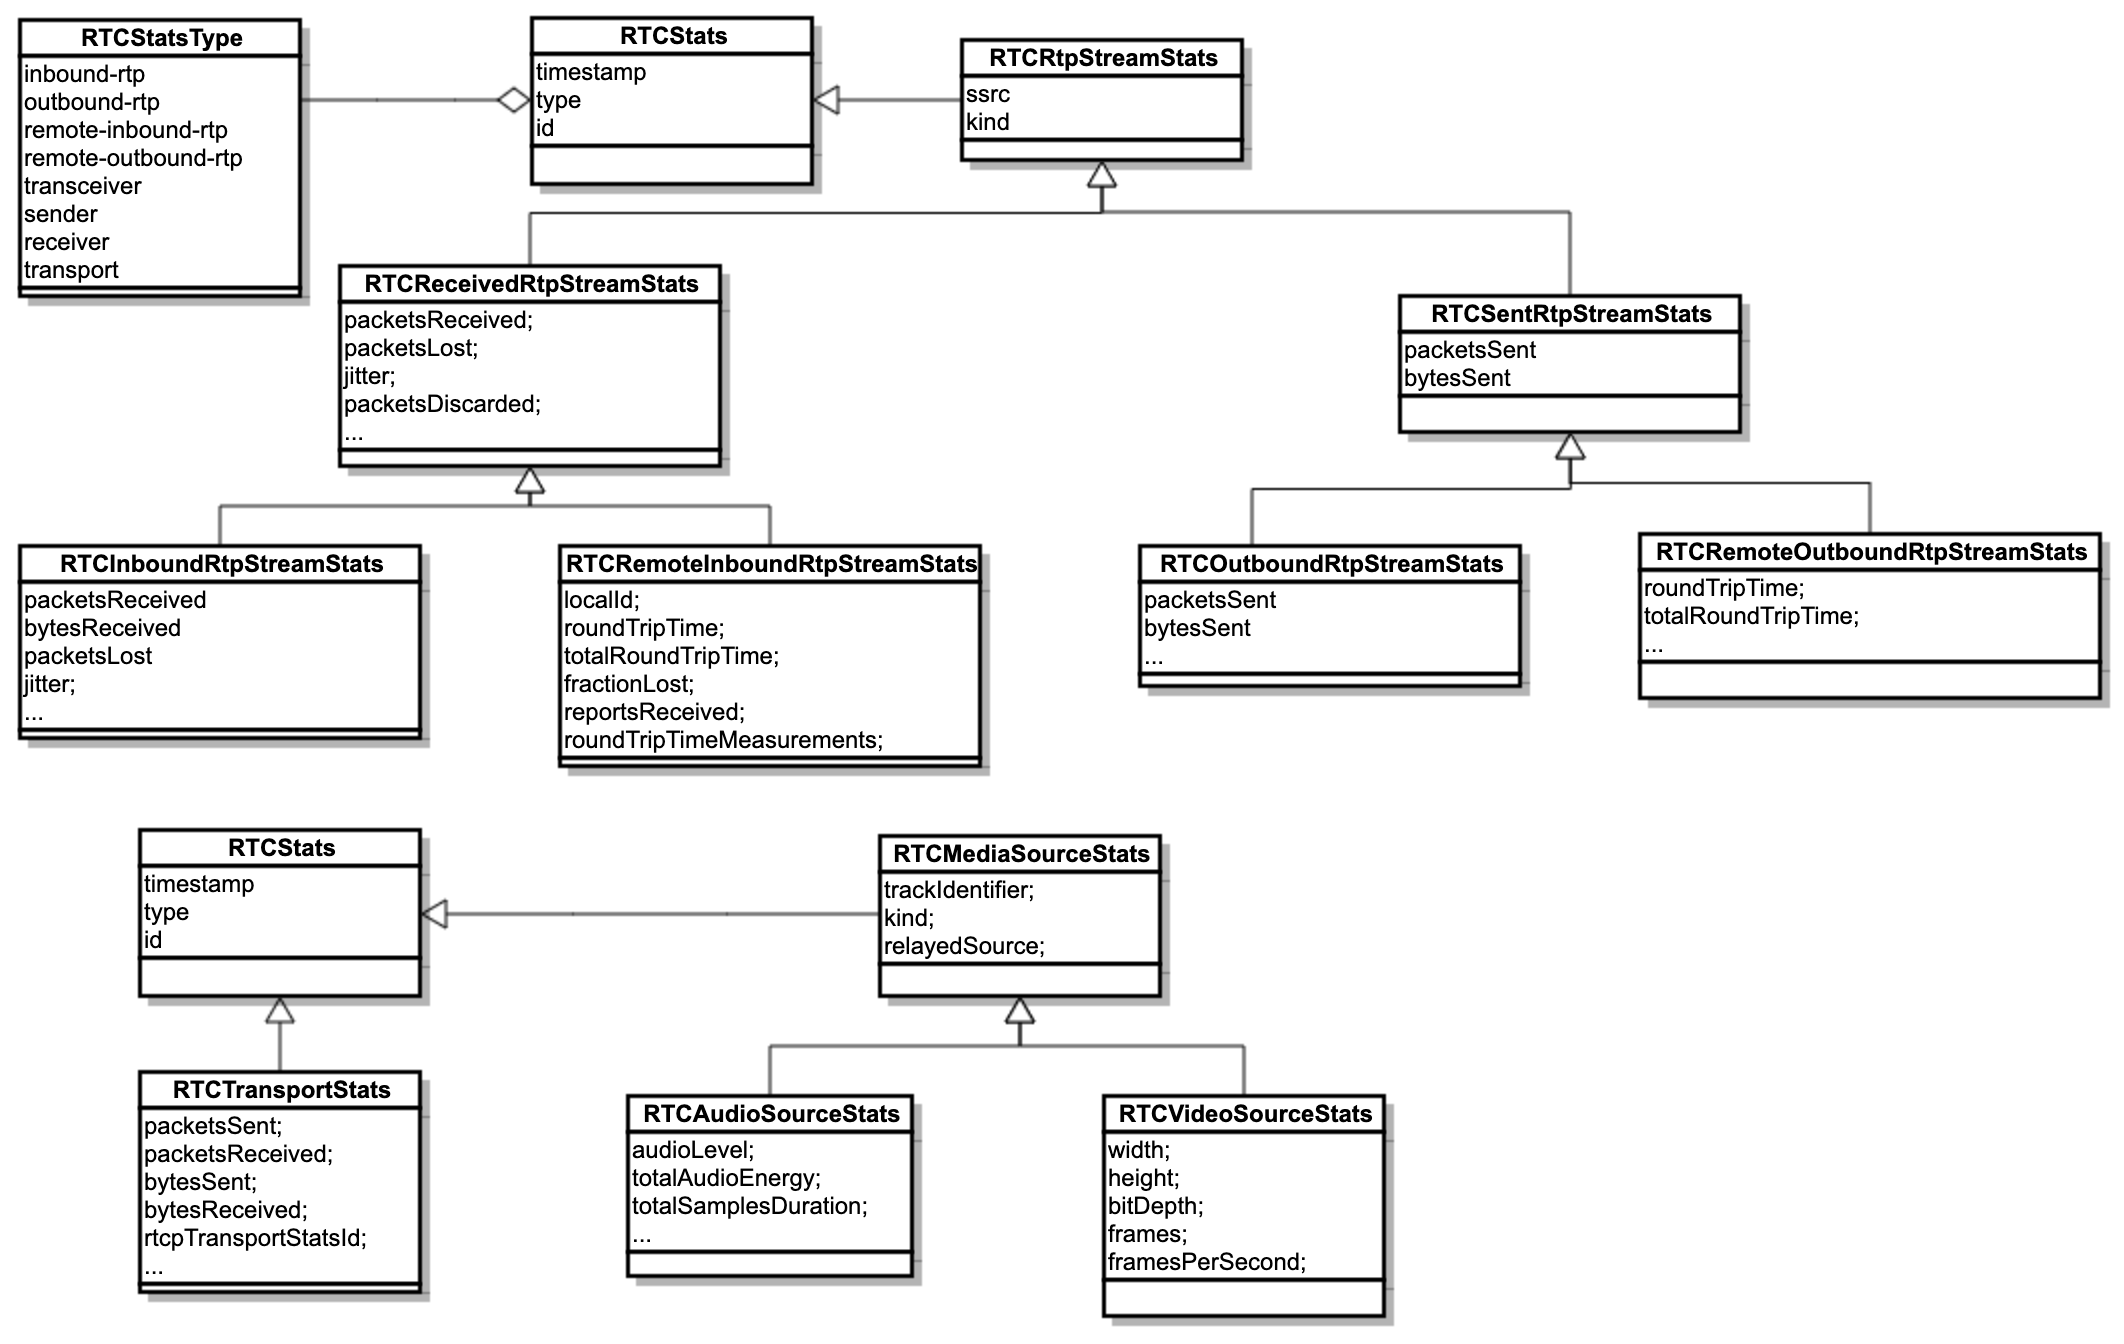 RTCStatsType
inbound-rtp
outbound-rtp
remote-inbound-rtp
remote-outbound-rtp
transceiver
sender
receiver
transport
RTCStats
timestamp
type
id
RTCRtpStreamStats
ssrc
kind
RTCReceivedRtpStreamStats
packetsReceived;
packetsLost;
jitter;
packetsDiscarded;
...
RTCSentRtpStreamStats
packetsSent
bytesSent
RTCInboundRtpStreamStats
packetsReceived
bytesReceived
packetsLost
jitter;
...
RTCRemoteInboundRtpStreamStats
localId;
roundTripTime;
totalRoundTripTime;
fractionLost;
reportsReceived;
roundTripTimeMeasurements;
RTCOutboundRtpStreamStats
packetsSent
bytesSent
...
RTCRemoteOutboundRtpStreamStats
roundTripTime;
totalRoundTripTime;
...
RTCStats
timestamp
type
id
RTCMediaSourceStats
trackIdentifier;
kind;
relayedSource;
RTCTransportStats
packetsSent;
packetsReceived;
bytesSent;
bytesReceived;
rtcpTransportStatsId;
...
RTCAudioSourceStats
audioLevel;
totalAudioEnergy;
totalSamplesDuration;
...
RTCVideoSourceStats
width;
height;
bitDepth;
frames;
framesPerSecond;